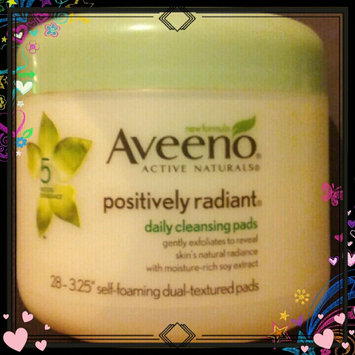 new formula
Aveeno®
ACTIVE NATURALS®
5
positively radiant®
daily cleansing pads
gently exfoliates to reveal
skin's natural radiance
with moisture-rich soy extract
28 – 3.25" self-foaming dual-textured pads